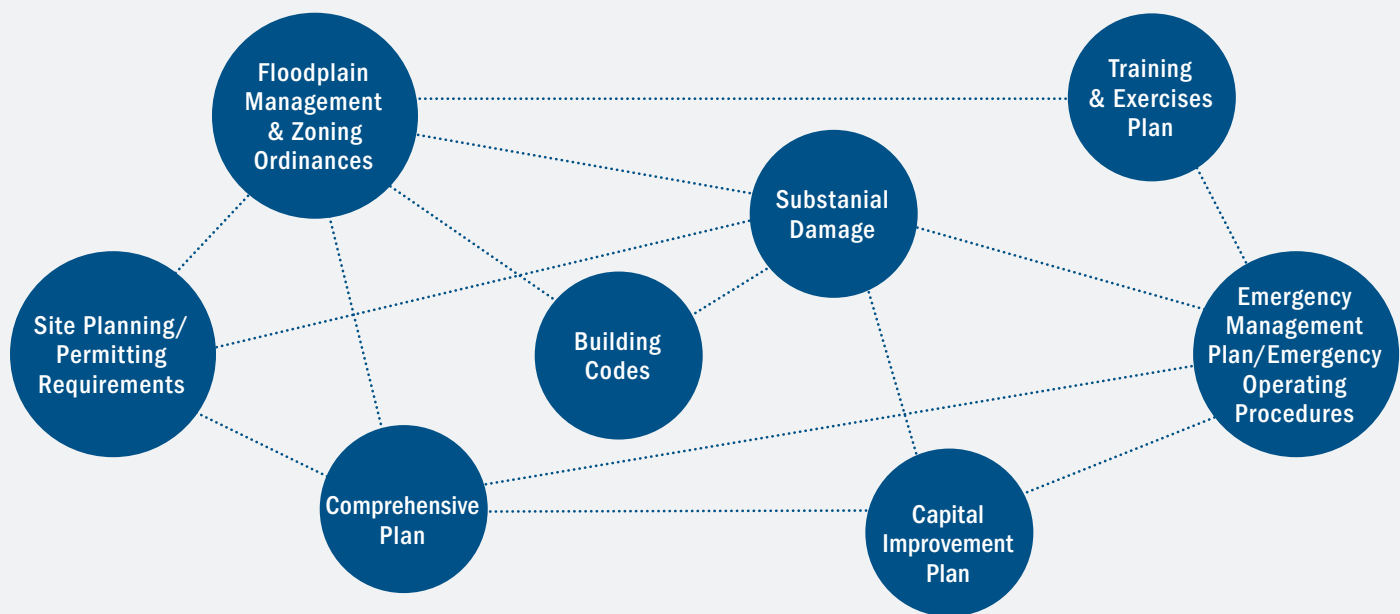 Floodplain
Management
& Zoning
Ordinances
Training
& Exercises
Plan
Substanial
Damage
Site Planning/
Permitting
Requirements
Building
Codes
Emergency
Management
Plan/Emergency
Operating
Procedures
Comprehensive
Plan
Capital
Improvement
Plan